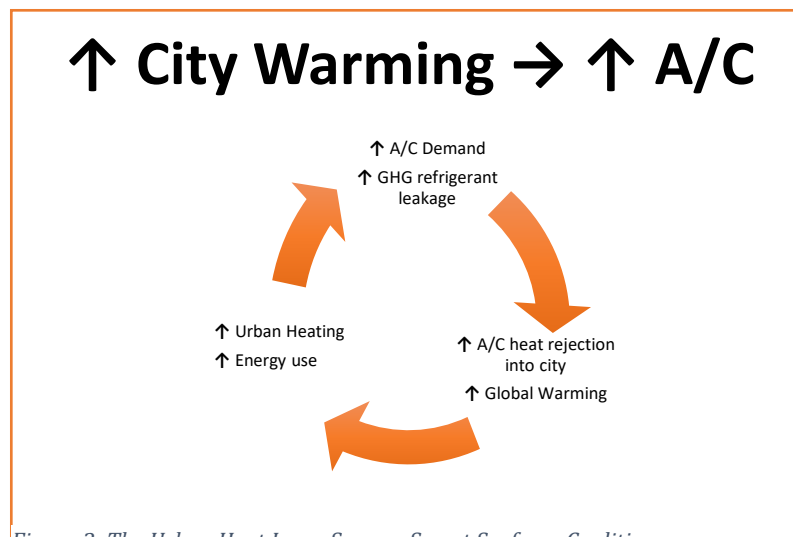 ↑ City Warming → ↑ A/C
↑ A/C Demand
↑ GHG refrigerant
leakage
↑ A/C heat rejection
into city
↑ Global Warming
↑ Urban Heating
↑ Energy use